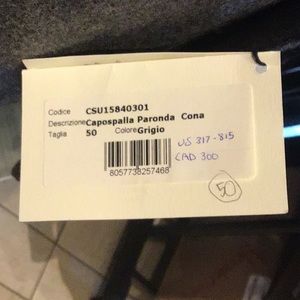 Codice CSU15840301
Descrizione Capospalla Paronda Cona
Taglia 50 Colore Grigio
US 317-815
CAD 300
8057738257468
50